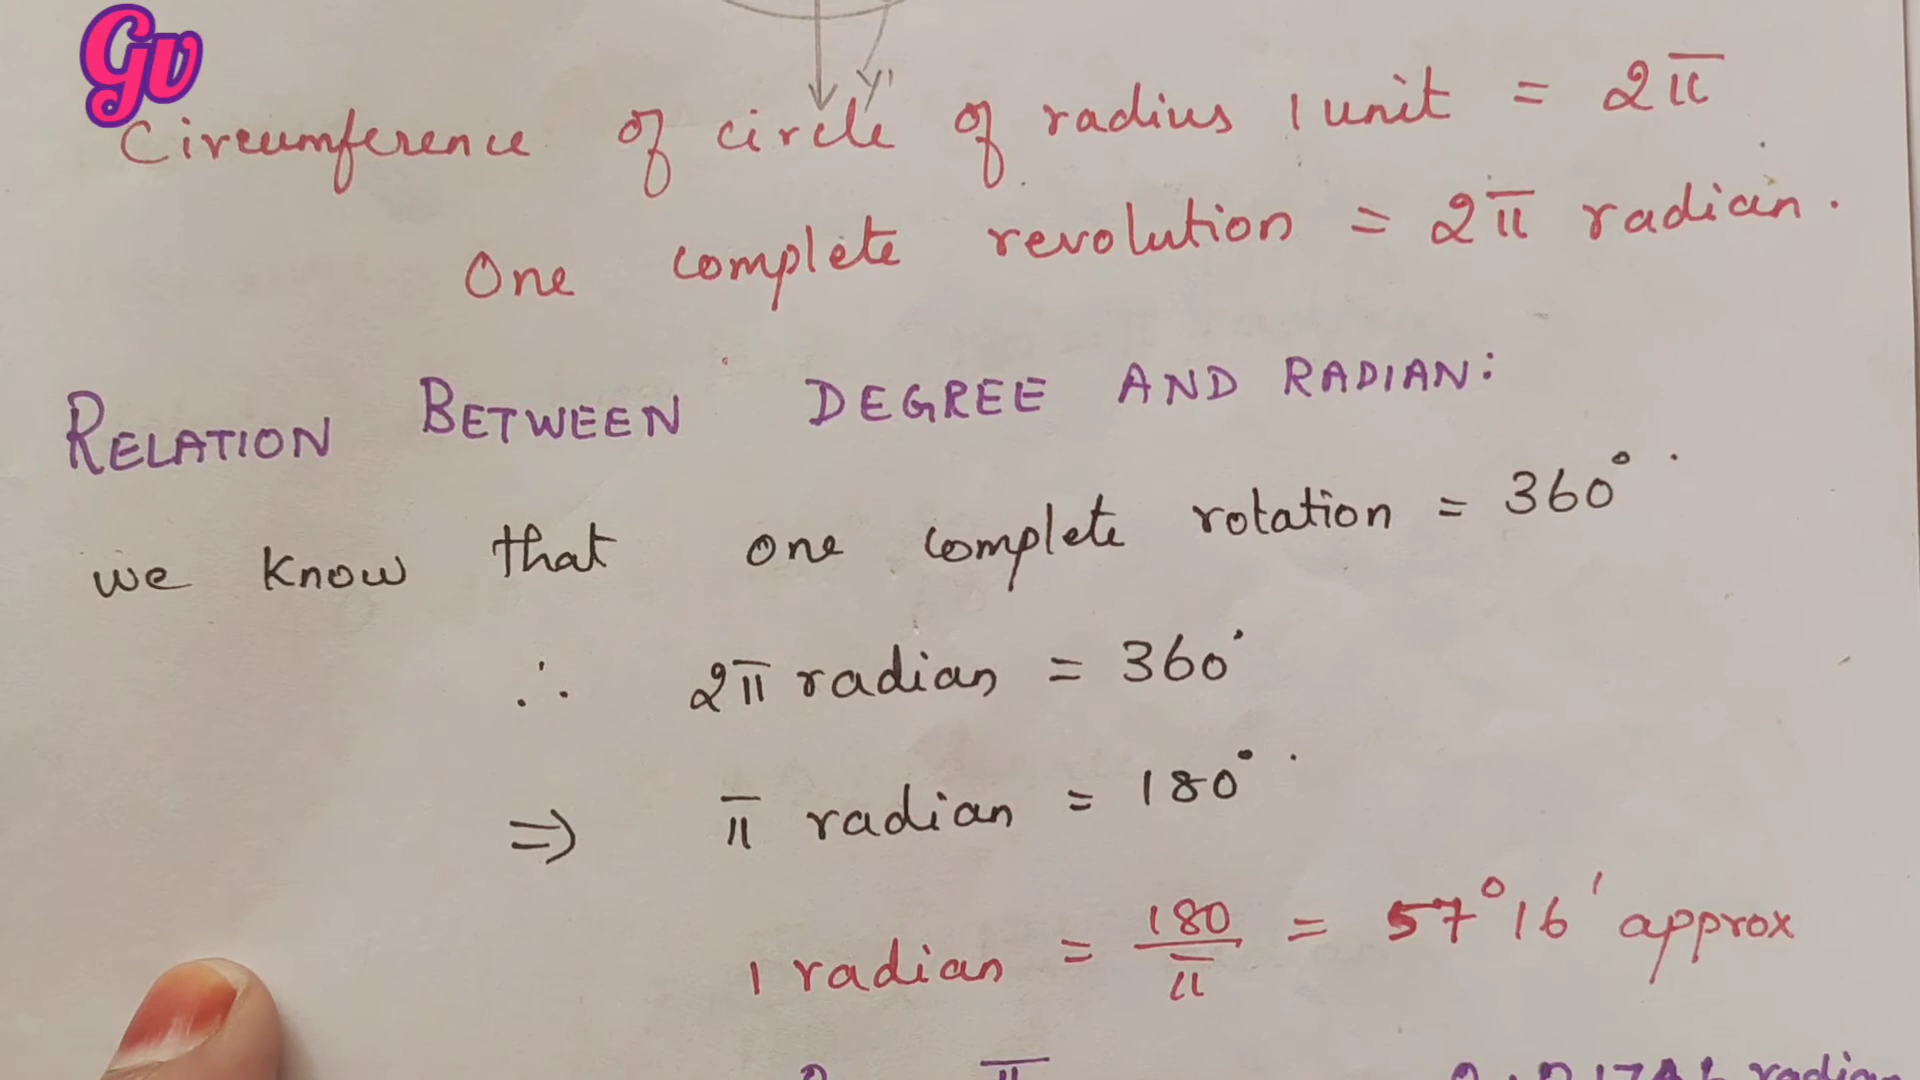 Gv
Y'
Circumference of circle of radius 1 unit = 2π
One complete revolution = 2π radian.
RELATION BETWEEN DEGREE AND RADIAN:
we know that one complete rotation = 360°.
∴ 2π radian = 360°
⇒ π radian = 180°.
1 radian = 180/π = 57°16' approx
π radian